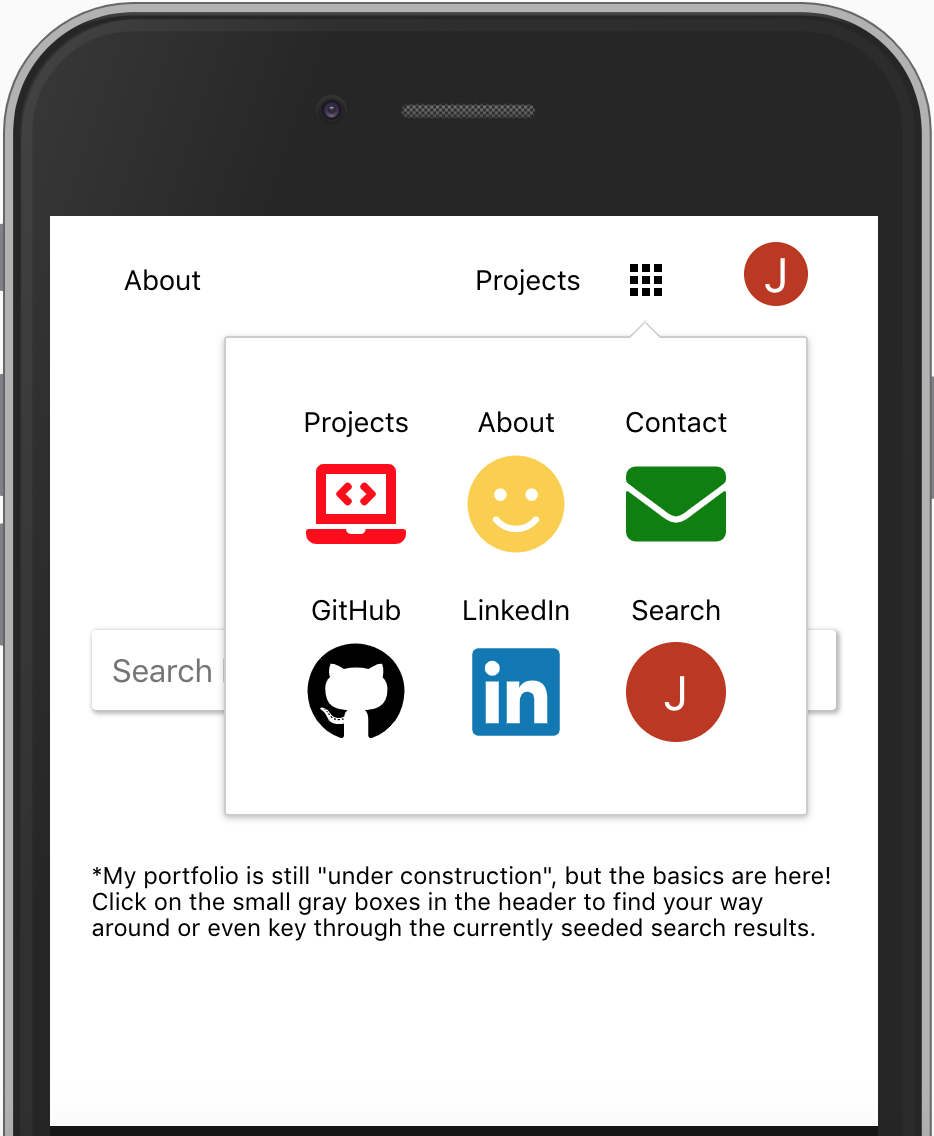 About Projects J
Projects About Contact
GitHub LinkedIn Search
in J
Search
*My portfolio is still "under construction", but the basics are here!
Click on the small gray boxes in the header to find your way
around or even key through the currently seeded search results.